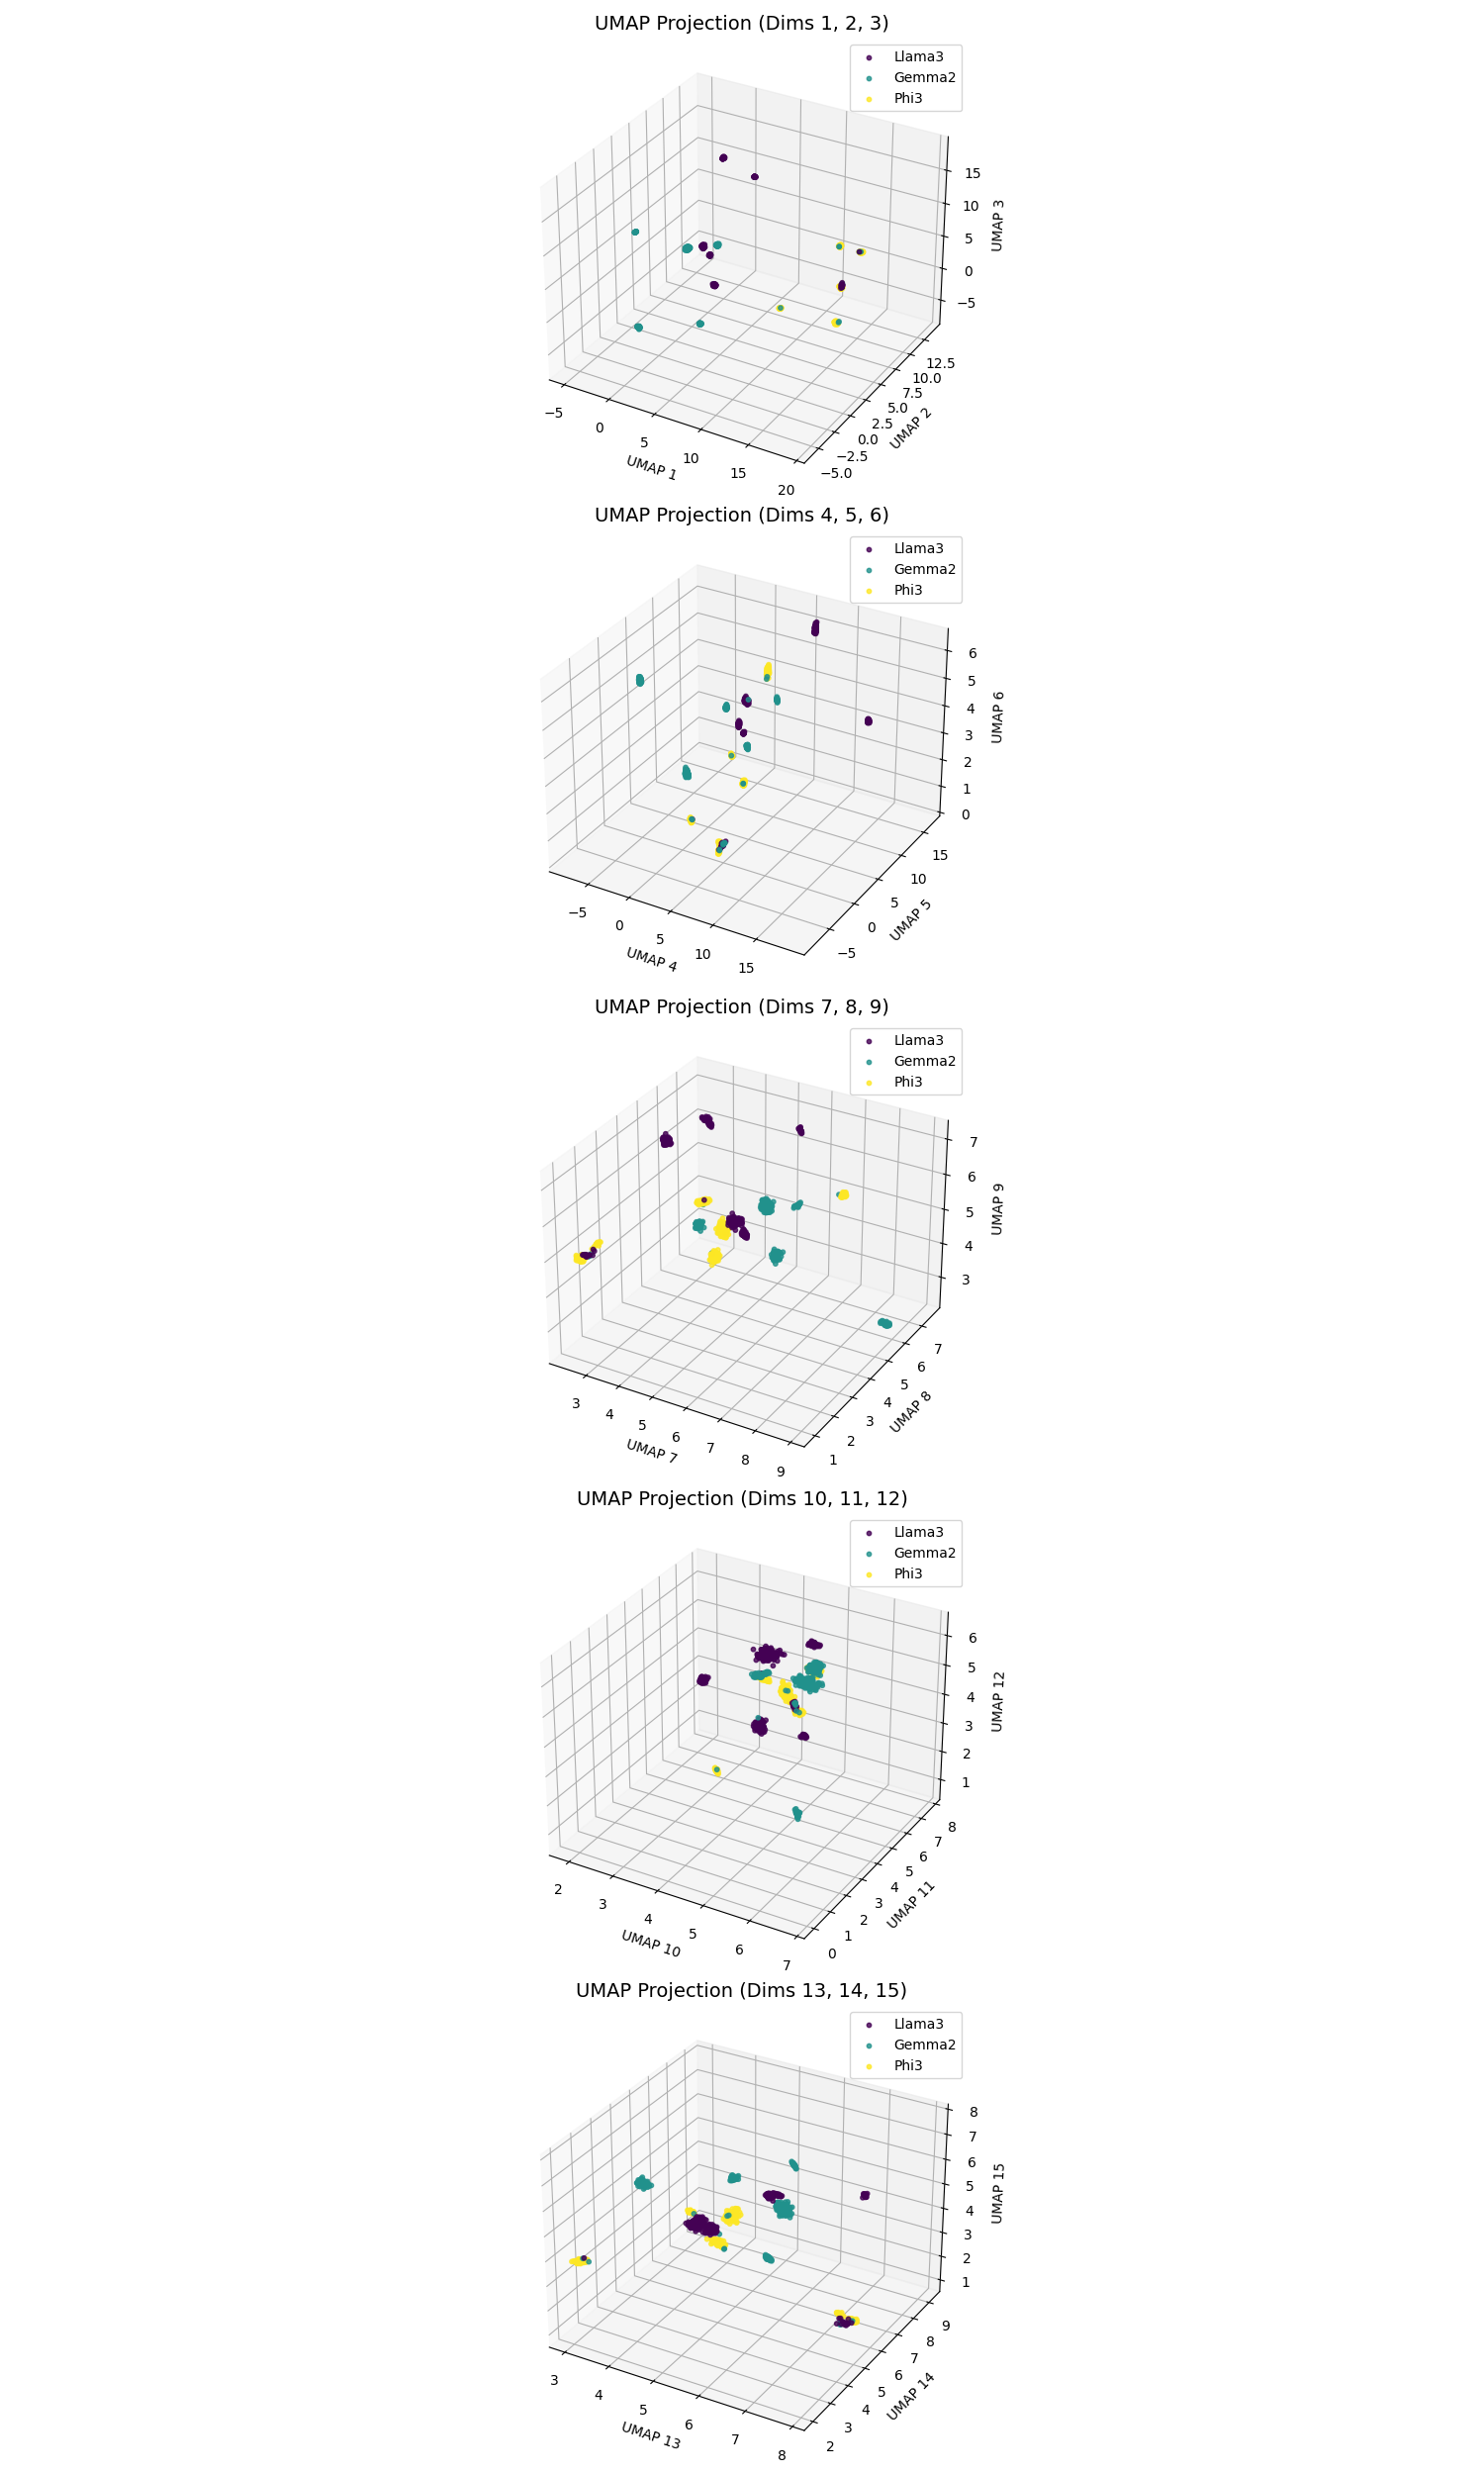 UMAP Projection (Dims 1, 2, 3)
Llama3
Gemma2
Phi3
15
10
5
0
−5
UMAP 3
12.5
10.0
7.5
5.0
2.5
0.0
−2.5
−5.0
UMAP 2
−5
0
5
10
15
20
UMAP 1
UMAP Projection (Dims 4, 5, 6)
Llama3
Gemma2
Phi3
6
5
4
3
2
1
0
UMAP 6
15
10
5
0
−5
UMAP 5
−5
0
5
10
15
UMAP 4
UMAP Projection (Dims 7, 8, 9)
Llama3
Gemma2
Phi3
7
6
5
4
3
UMAP 9
7
6
5
4
3
2
1
UMAP 8
3
4
5
6
7
8
9
UMAP 7
UMAP Projection (Dims 10, 11, 12)
Llama3
Gemma2
Phi3
6
5
4
3
2
1
UMAP 12
8
7
6
5
4
3
2
1
0
UMAP 11
2
3
4
5
6
7
UMAP 10
UMAP Projection (Dims 13, 14, 15)
Llama3
Gemma2
Phi3
8
7
6
5
4
3
2
1
UMAP 15
9
8
7
6
5
4
3
2
UMAP 14
3
4
5
6
7
8
UMAP 13